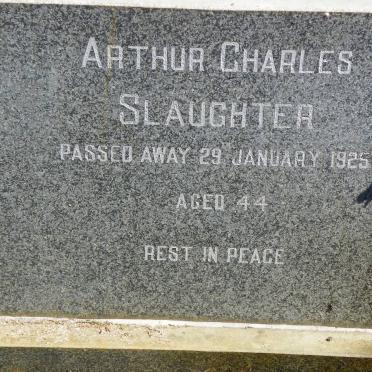 Arthur Charles
Slaughter
PASSED AWAY 29 JANUARY 1925
AGED 44
REST IN PEACE